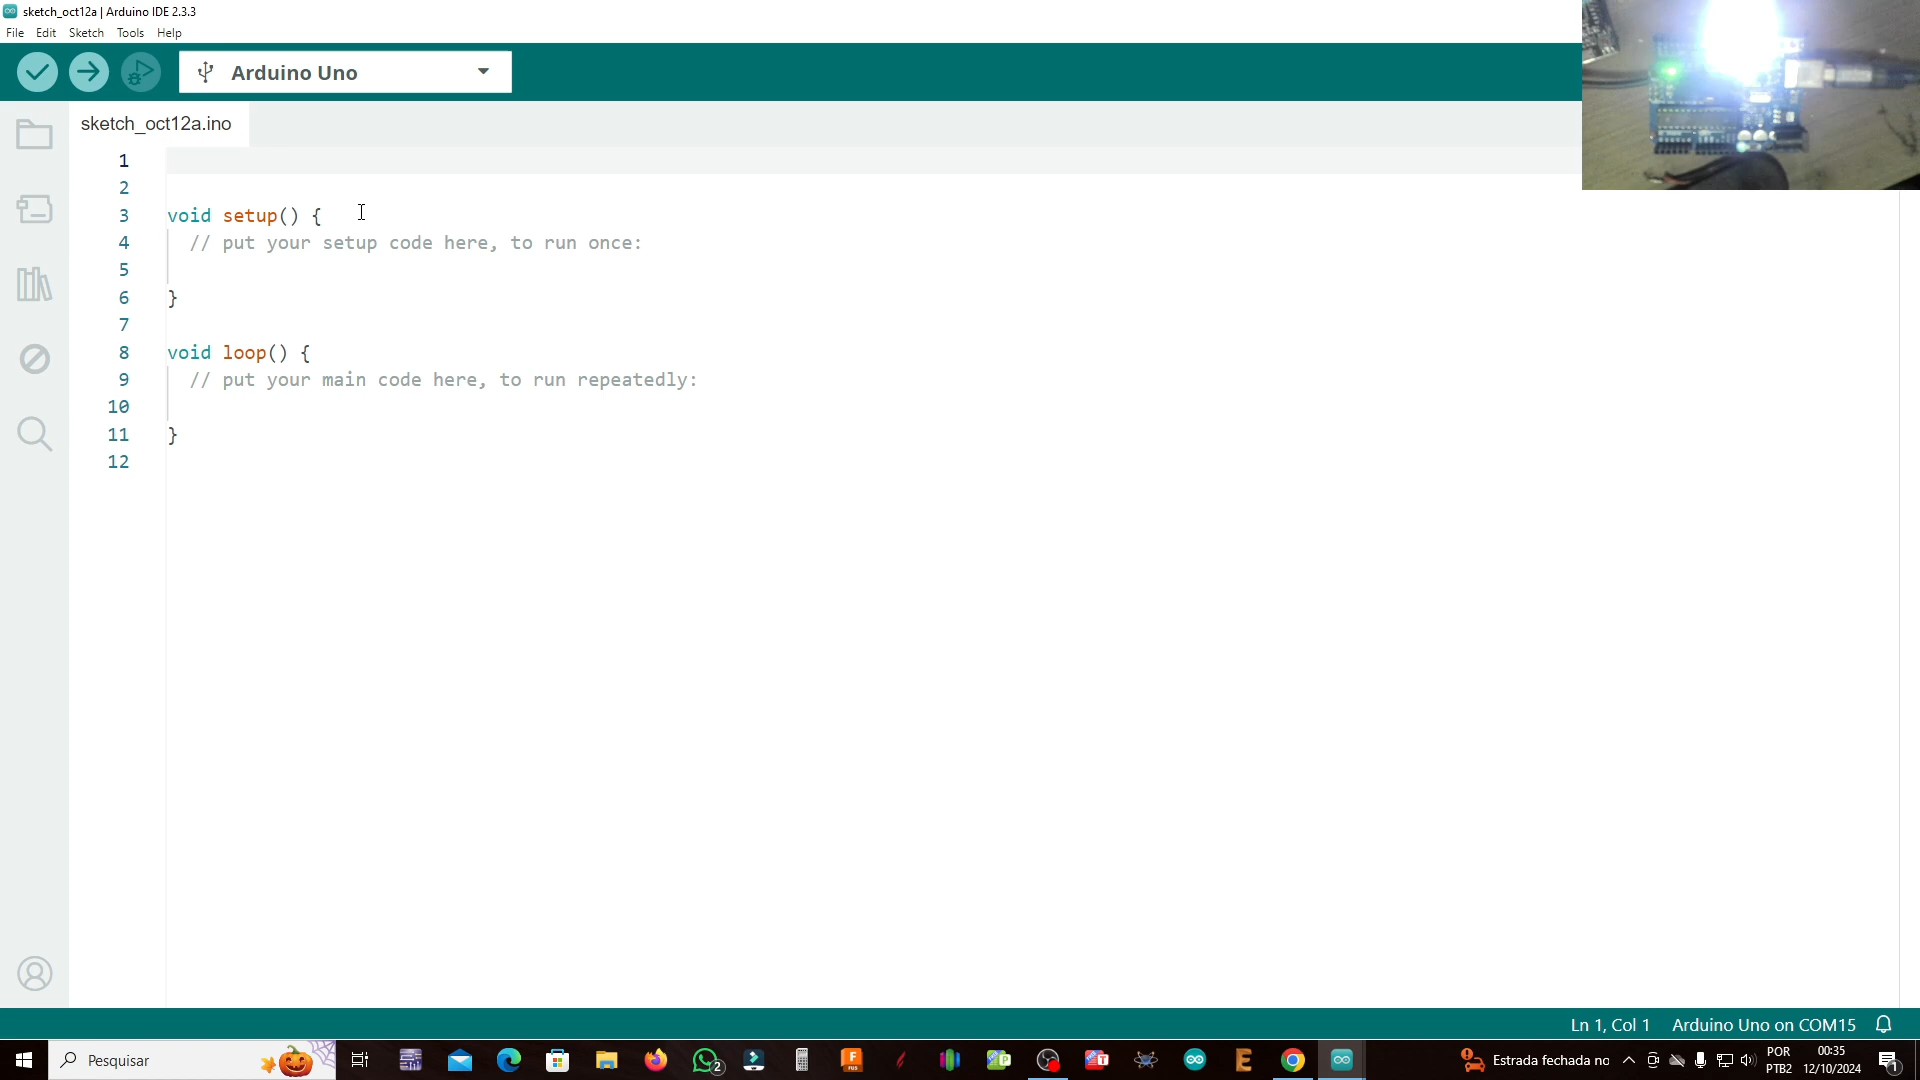 sketch_oct12a | Arduino IDE 2.3.3
File Edit Sketch Tools Help
Arduino Uno
sketch_oct12a.ino
1
2
3 void setup() {
4 // put your setup code here, to run once:
5
6 }
7
8 void loop() {
9 // put your main code here, to run repeatedly:
10
11 }
12
Ln 1, Col 1 Arduino Uno on COM15
Pesquisar
2
F
FUS
P
T
E
Estrada fechada no
POR
PTB2
00:35
12/10/2024
1